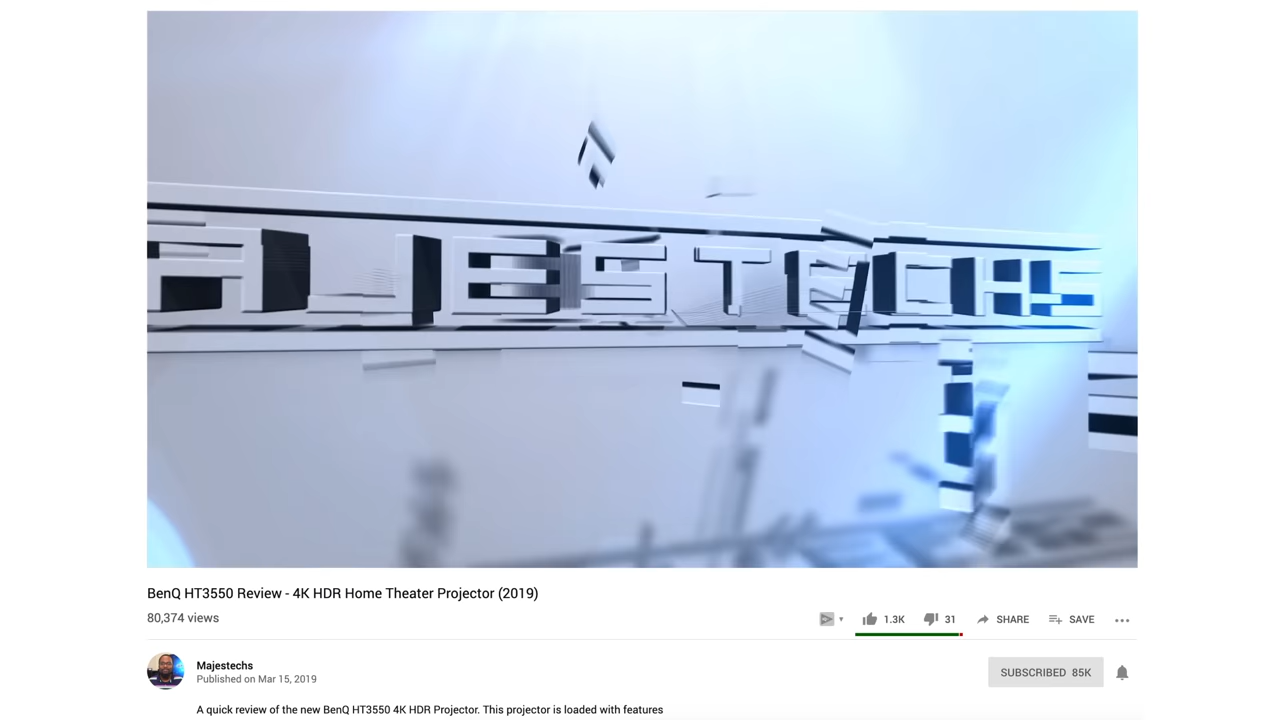 AJESTECHS
BenQ HT3550 Review - 4K HDR Home Theater Projector (2019)
80,374 views
1.3K
31
SHARE
SAVE
Majestechs
Published on Mar 15, 2019
SUBSCRIBED 85K
A quick review of the new BenQ HT3550 4K HDR Projector. This projector is loaded with features